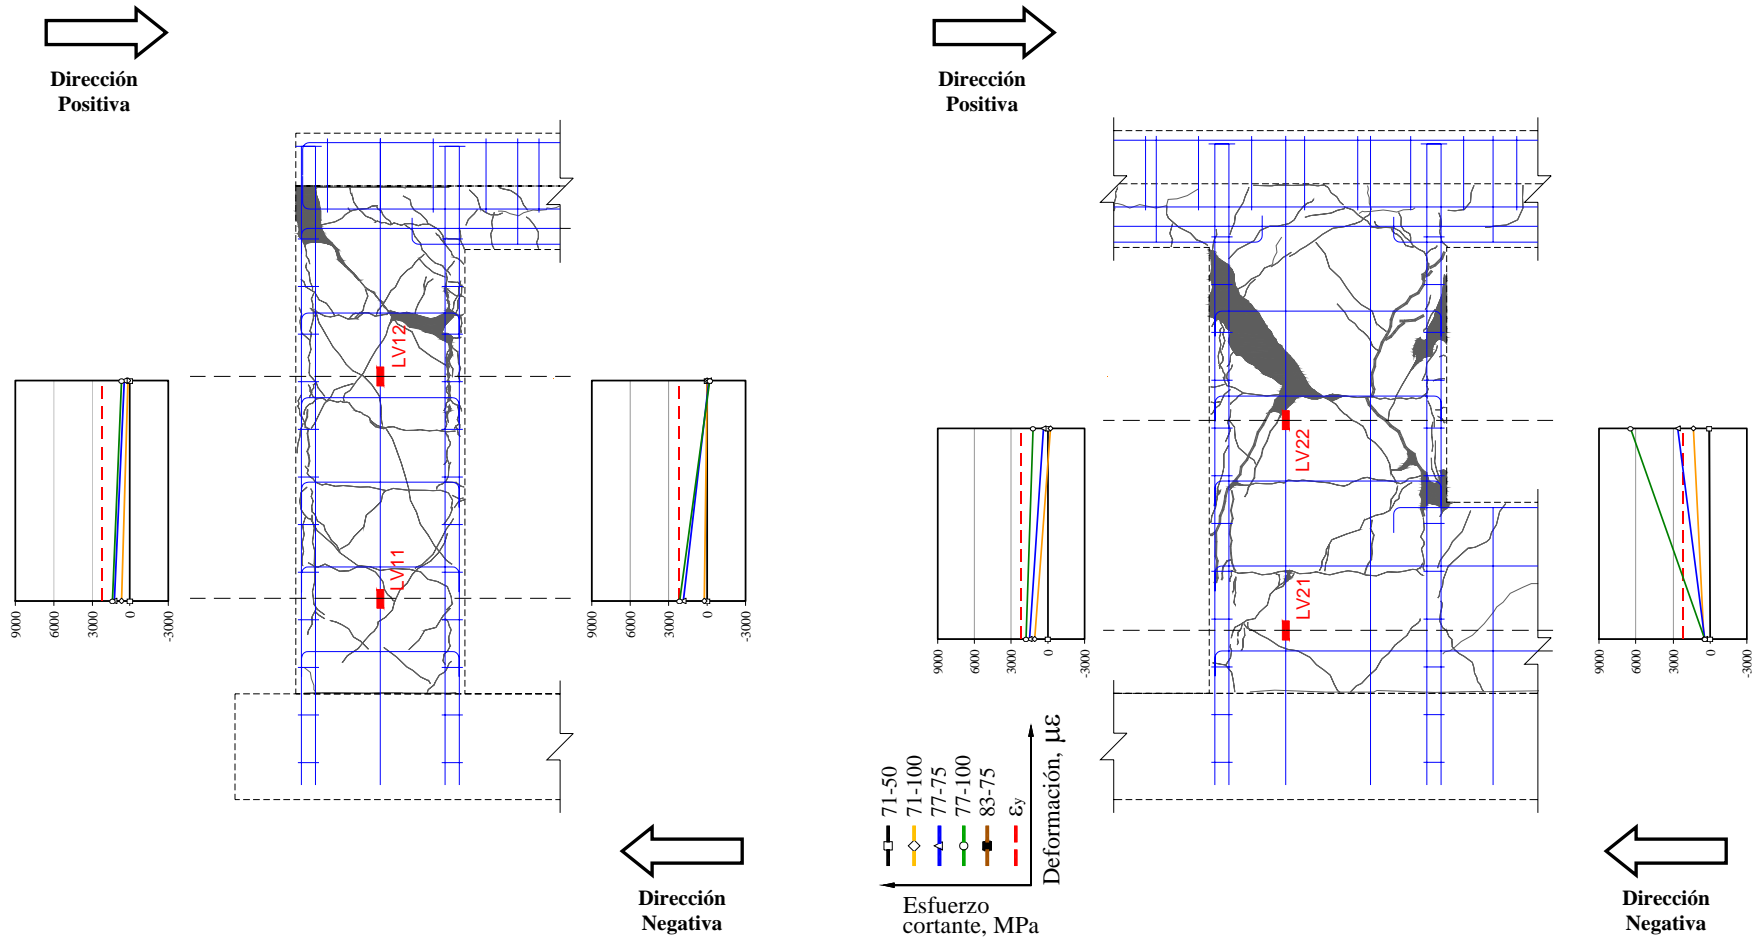 Dirección
Positiva
Dirección
Positiva
LV12
LV11
LV22
LV21
9000
6000
3000
0
-3000
9000
6000
3000
0
-3000
9000
6000
3000
0
-3000
9000
6000
3000
0
-3000
71-50
71-100
77-75
77-100
83-75
εy
Deformación, με
Esfuerzo
cortante, MPa
Dirección
Negativa
Dirección
Negativa